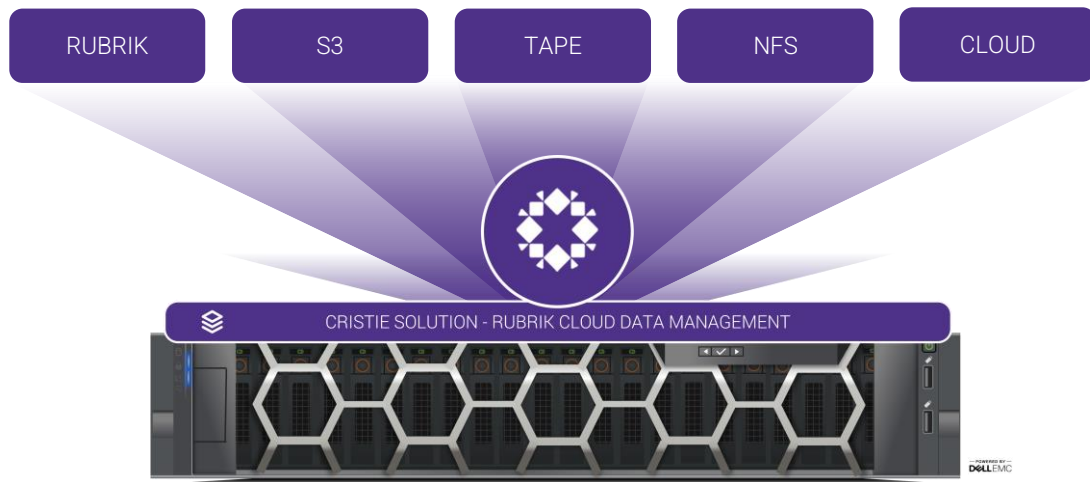 RUBRIK
S3
TAPE
NFS
CLOUD
CRISTIE SOLUTION - RUBRIK CLOUD DATA MANAGEMENT
POWERED BY
DELLEMC